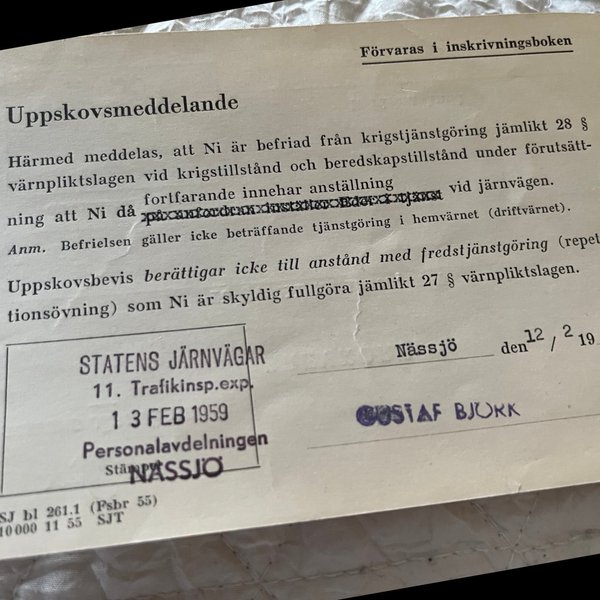 Förvaras i inskrivningsboken
Uppskovsmeddelande
Härmed meddelas, att Ni är befriad från krigstjänstgöring jämlikt 28 §
värnpliktslagen vid krigstillstånd och beredskapstillstånd under förutsätt-
ning att Ni då fortfarande innehar anställning vid järnvägen.
Anm. Befrielsen gäller icke beträffande tjänstgöring i hemvärnet (driftvärnet).
Uppskovsbevis berättigar icke till anstånd med fredstjänstgöring (repet
tionsövning) som Ni är skyldig fullgöra jämlikt 27 § värnpliktslagen.
Nässjö den 12 / 2 19
STATENS JÄRNVÄGAR
11. Trafikinsp.exp.
13 FEB 1959
Personalavdelningen
NÄSSJÖ
GUSTAF BJÖRK
SJ bl 261.1 (Psbr 55)
10000 11 55 SJT